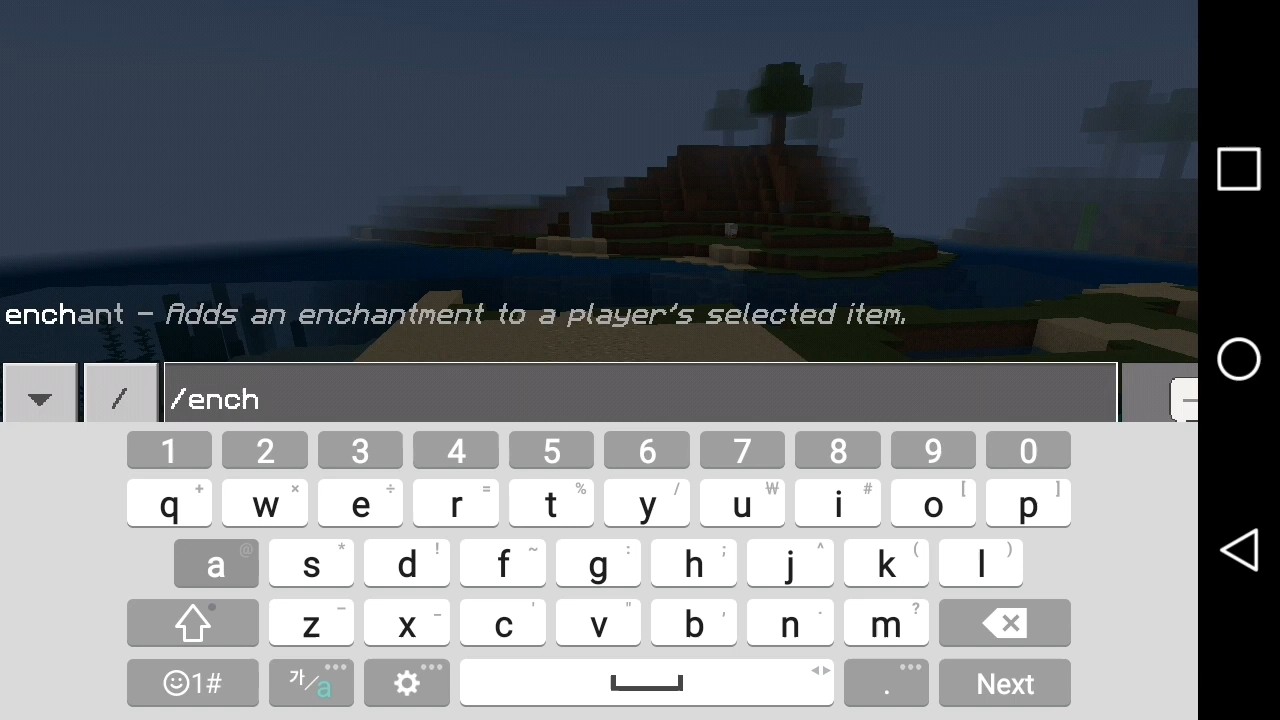 enchant – Adds an enchantment to a player's selected item.
/ /ench
1 2 3 4 5 6 7 8 9 0
q + w × e ÷ r = t % y / u ₩ i # o [ p ]
a @ s * d ! f ~ g : h ; j ^ k ( l )
z – x - c ' v " b , n . m ?
1# 가/a . Next